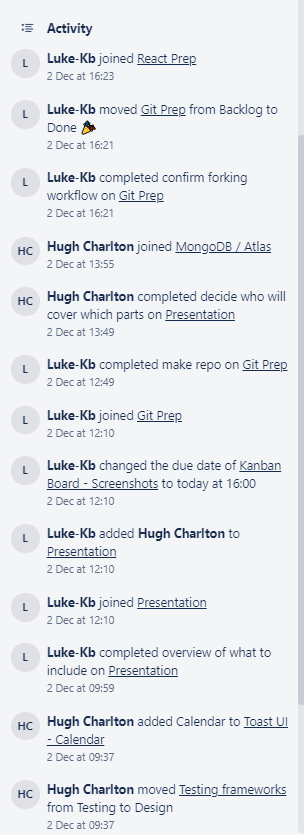 Activity
L
Luke-Kb joined React Prep
2 Dec at 16:23
L
Luke-Kb moved Git Prep from Backlog to
Done 🎉
2 Dec at 16:21
L
Luke-Kb completed confirm forking
workflow on Git Prep
2 Dec at 16:21
HC
Hugh Charlton joined MongoDB / Atlas
2 Dec at 13:55
HC
Hugh Charlton completed decide who will
cover which parts on Presentation
2 Dec at 13:49
L
Luke-Kb completed make repo on Git Prep
2 Dec at 12:49
L
Luke-Kb joined Git Prep
2 Dec at 12:10
L
Luke-Kb changed the due date of Kanban
Board - Screenshots to today at 16:00
2 Dec at 12:10
L
Luke-Kb added Hugh Charlton to
Presentation
2 Dec at 12:10
L
Luke-Kb joined Presentation
2 Dec at 12:10
L
Luke-Kb completed overview of what to
include on Presentation
2 Dec at 09:59
HC
Hugh Charlton added Calendar to Toast UI
- Calendar
2 Dec at 09:37
HC
Hugh Charlton moved Testing frameworks
from Testing to Design
2 Dec at 09:37